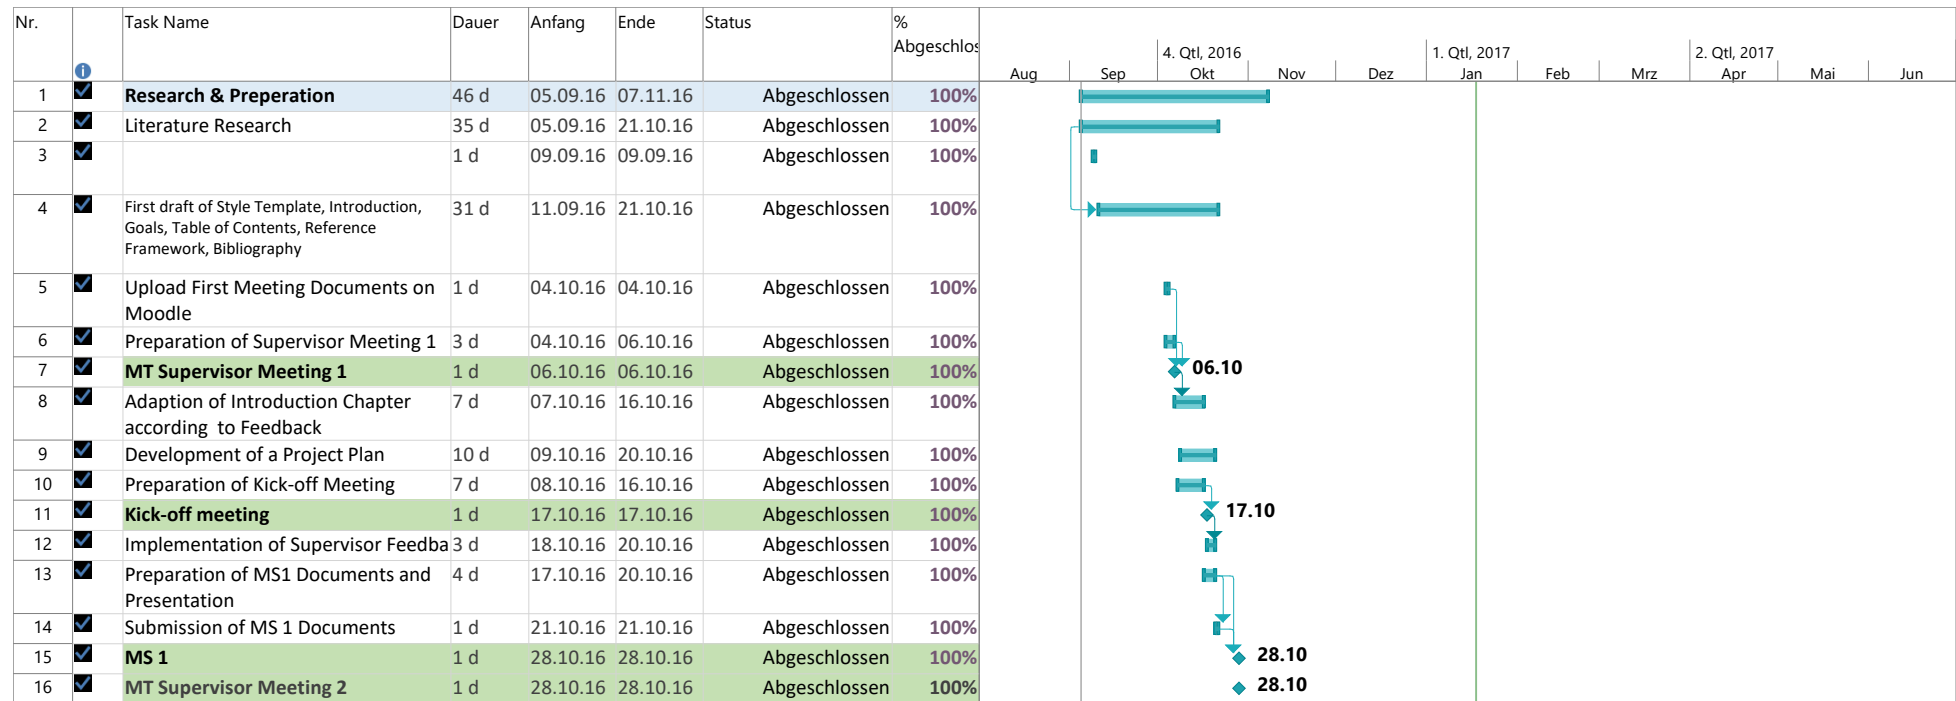 Nr. Task Name Dauer Anfang Ende Status %
Abgeschlos
4. Qtl, 2016 1. Qtl, 2017 2. Qtl, 2017
Aug Sep Okt Nov Dez Jan Feb Mrz Apr Mai Jun
1 Research & Preperation 46 d 05.09.16 07.11.16 Abgeschlossen 100%
2 Literature Research 35 d 05.09.16 21.10.16 Abgeschlossen 100%
3 1 d 09.09.16 09.09.16 Abgeschlossen 100%
4 First draft of Style Template, Introduction, 31 d 11.09.16 21.10.16 Abgeschlossen 100%
Goals, Table of Contents, Reference
Framework, Bibliography
5 Upload First Meeting Documents on 1 d 04.10.16 04.10.16 Abgeschlossen 100%
Moodle
6 Preparation of Supervisor Meeting 1 3 d 04.10.16 06.10.16 Abgeschlossen 100%
7 MT Supervisor Meeting 1 1 d 06.10.16 06.10.16 Abgeschlossen 100% 06.10
8 Adaption of Introduction Chapter 7 d 07.10.16 16.10.16 Abgeschlossen 100%
according to Feedback
9 Development of a Project Plan 10 d 09.10.16 20.10.16 Abgeschlossen 100%
10 Preparation of Kick-off Meeting 7 d 08.10.16 16.10.16 Abgeschlossen 100%
11 Kick-off meeting 1 d 17.10.16 17.10.16 Abgeschlossen 100% 17.10
12 Implementation of Supervisor Feedba 3 d 18.10.16 20.10.16 Abgeschlossen 100%
13 Preparation of MS1 Documents and 4 d 17.10.16 20.10.16 Abgeschlossen 100%
Presentation
14 Submission of MS 1 Documents 1 d 21.10.16 21.10.16 Abgeschlossen 100%
15 MS 1 1 d 28.10.16 28.10.16 Abgeschlossen 100% 28.10
16 MT Supervisor Meeting 2 1 d 28.10.16 28.10.16 Abgeschlossen 100% 28.10